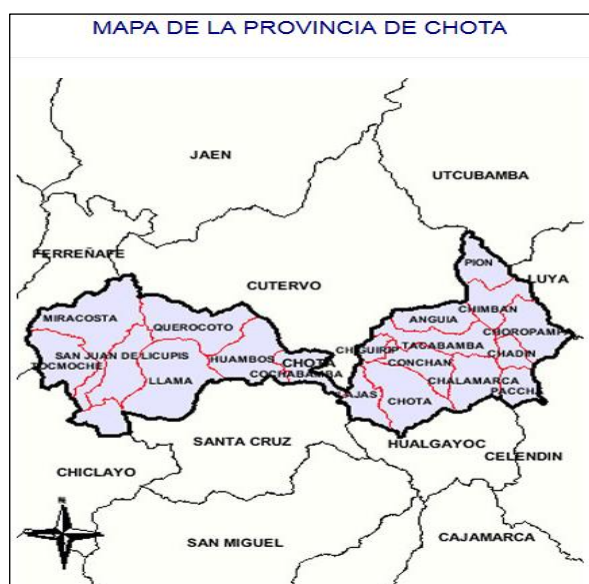 MAPA DE LA PROVINCIA DE CHOTA
JAEN
UTCUBAMBA
FERREÑAFE
CUTERVO
PION
LUYA
MIRACOSTA
QUEROCOTO
ANGUIA
CHIMBAN
CHOROPAMPA
SAN JUAN DE LICUPIS
TOCMOCHE
HUAMBOS
CHOTA
CHIGUIRIP
TACABAMBA
CHADIN
CONCHAN
LLAMA
COCHABAMBA
CHALAMARCA
PACCHA
LAJAS
CHOTA
SANTA CRUZ
HUALGAYOC
CELENDIN
CHICLAYO
N
SAN MIGUEL
CAJAMARCA